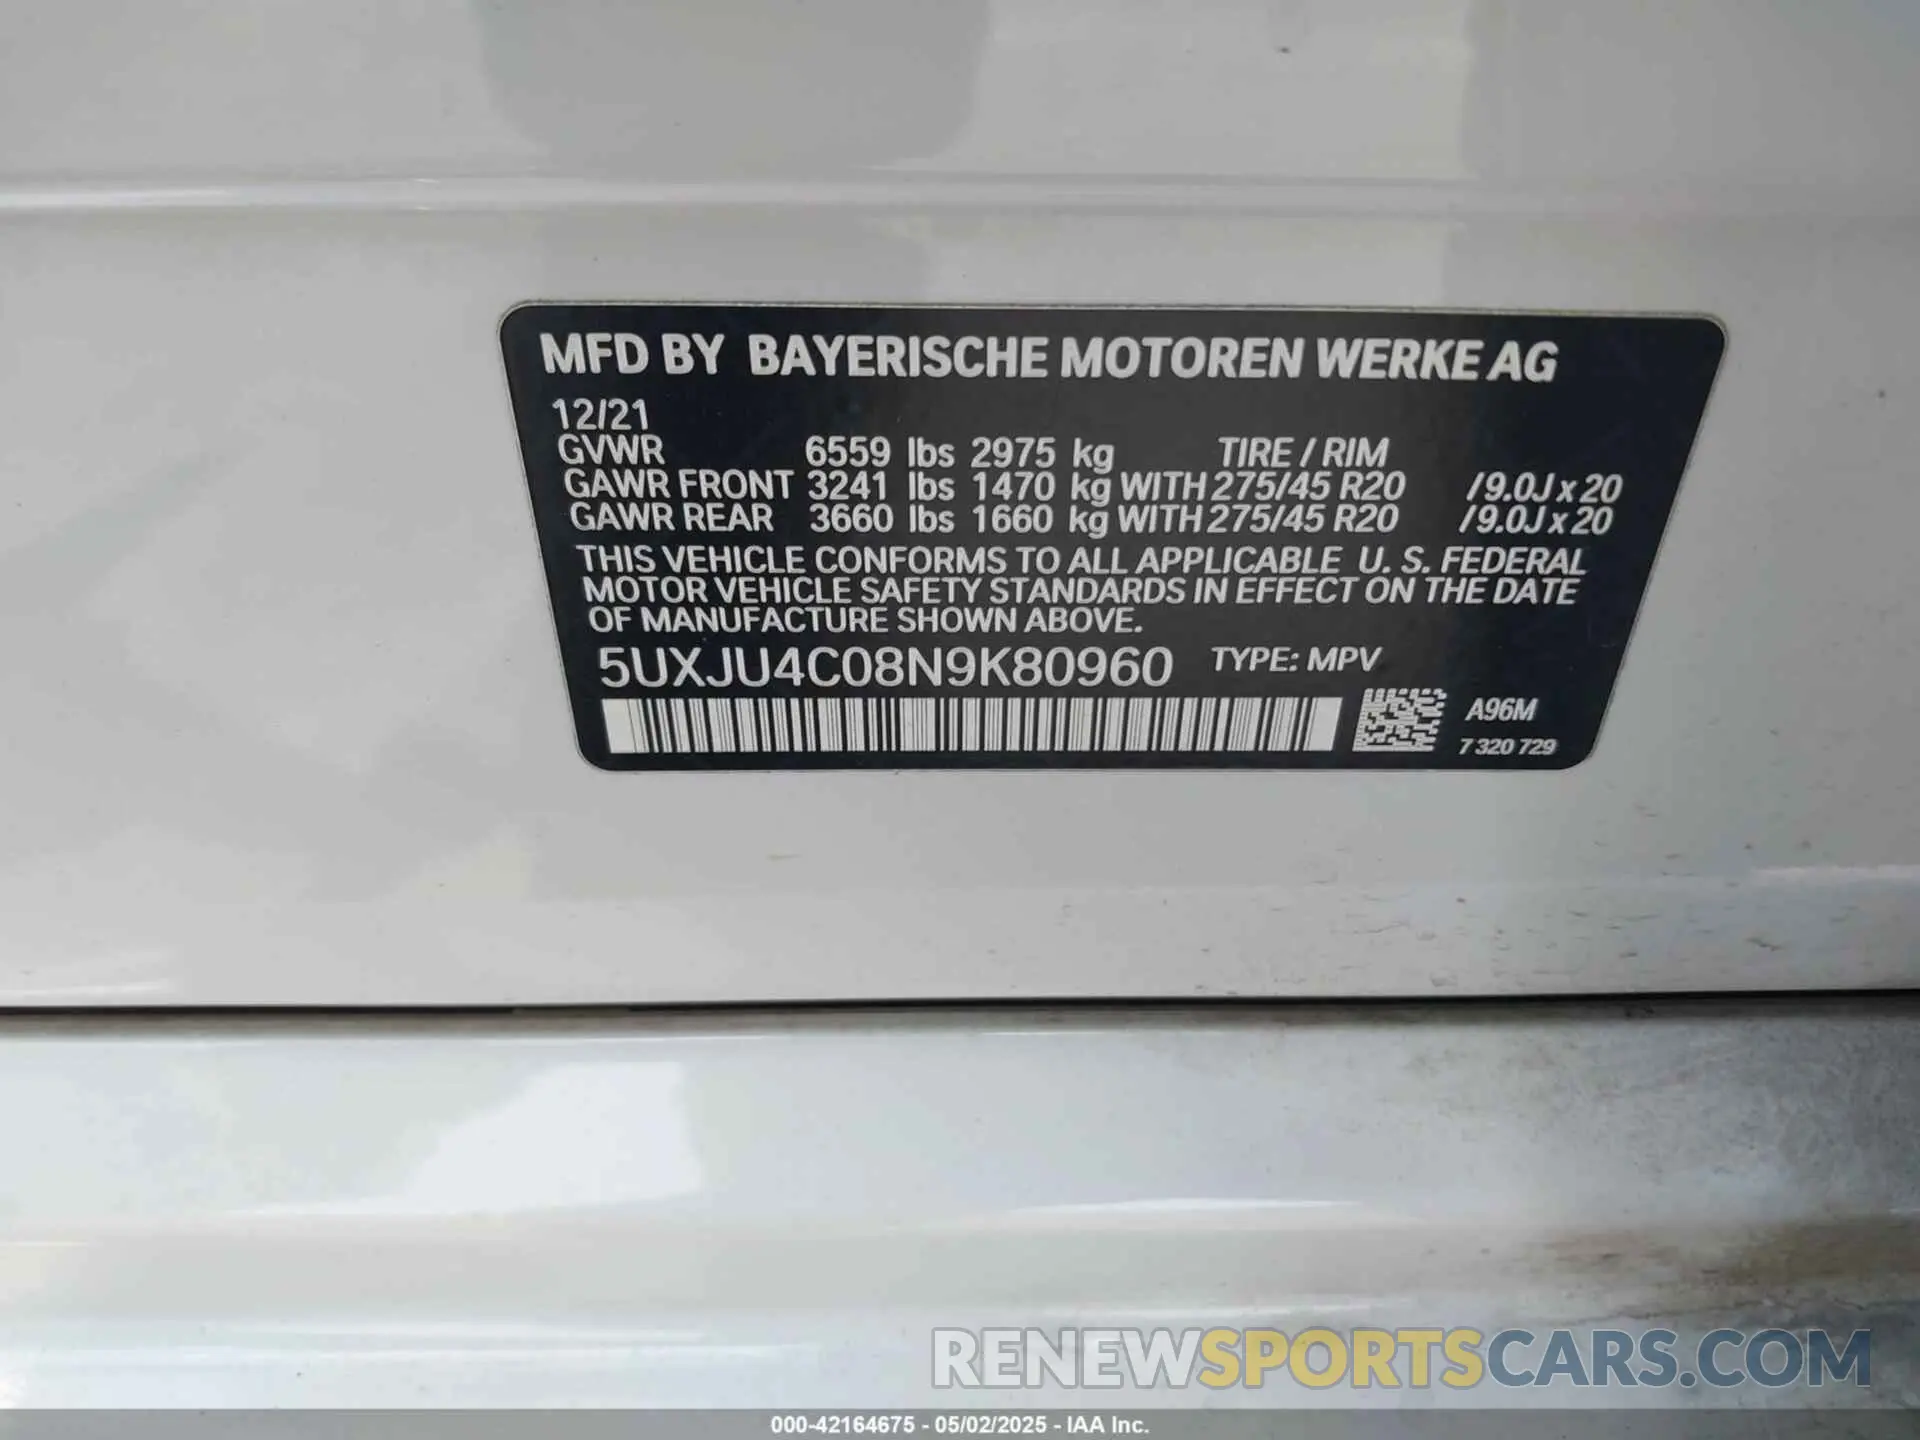 MFD BY BAYERISCHE MOTOREN WERKE AG
12/21
GVWR 6559 lbs 2975 kg TIRE / RIM
GAWR FRONT 3241 lbs 1470 kg WITH 275/45 R20 /9.0J x 20
GAWR REAR 3660 lbs 1660 kg WITH 275/45 R20 /9.0J x 20
THIS VEHICLE CONFORMS TO ALL APPLICABLE U. S. FEDERAL
MOTOR VEHICLE SAFETY STANDARDS IN EFFECT ON THE DATE
OF MANUFACTURE SHOWN ABOVE.
5UXJU4C08N9K80960 TYPE: MPV
A96M
7 320 729
RENEWSPORTSCARS.COM
000-42164675 - 05/02/2025 - IAA Inc.